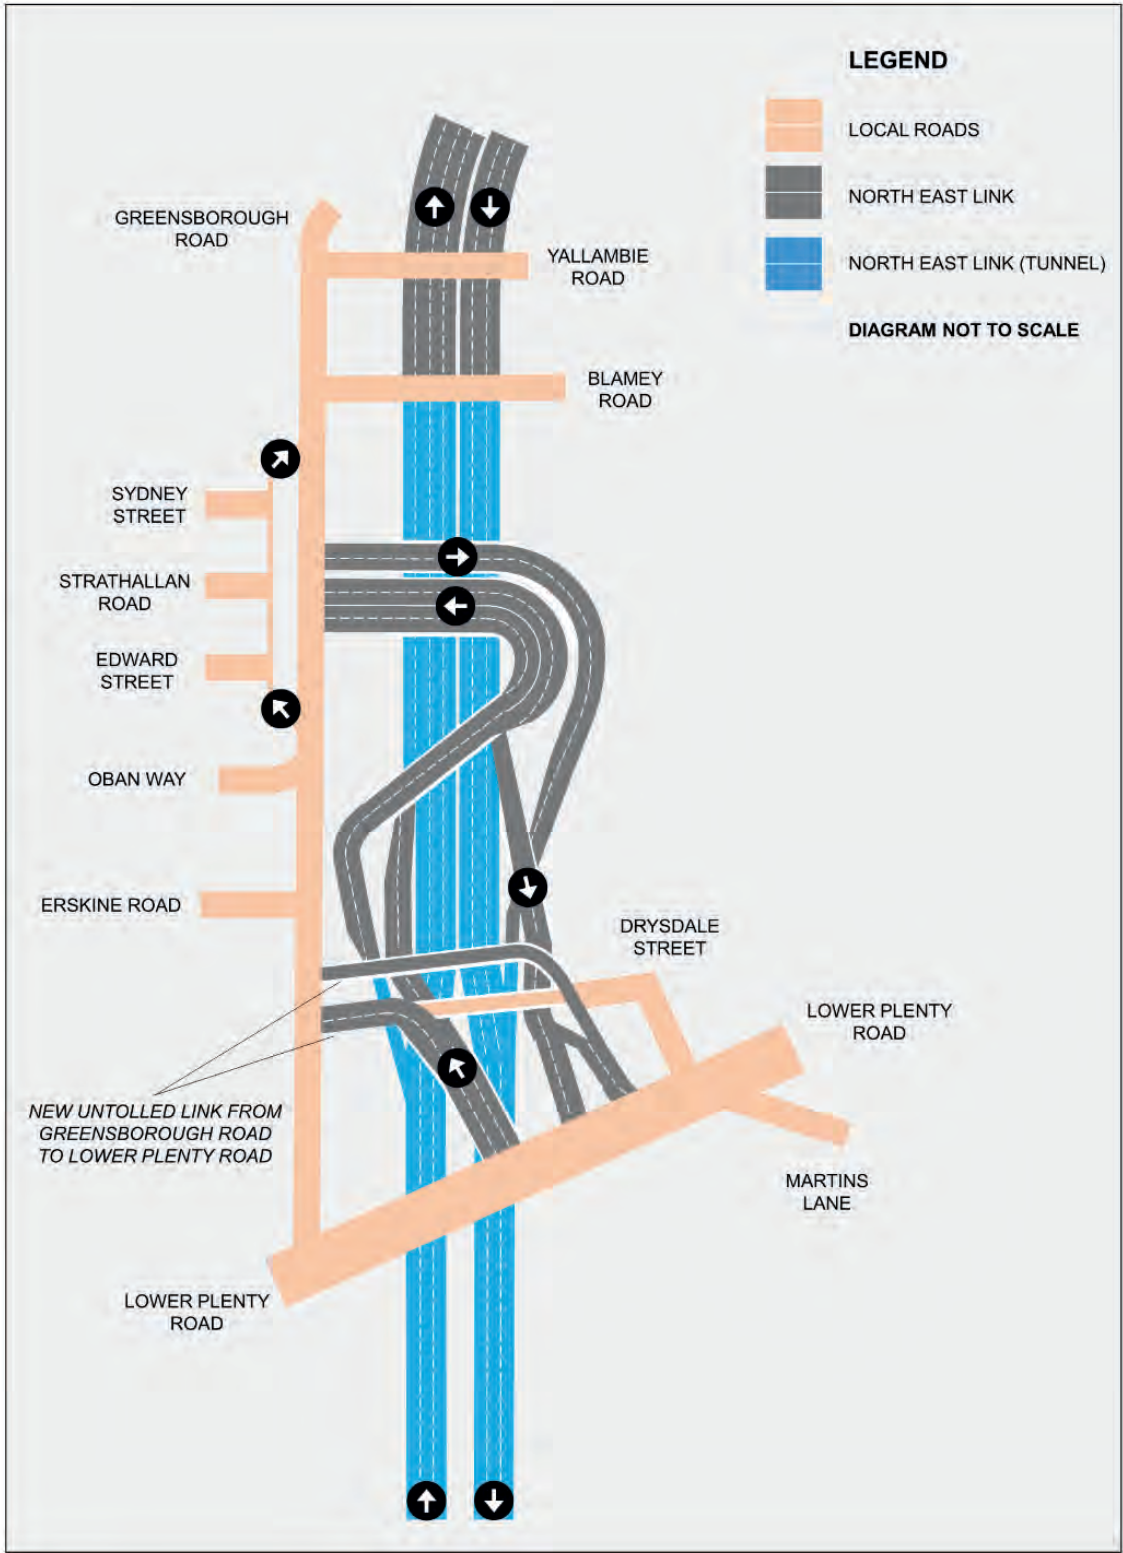 LEGEND
LOCAL ROADS
NORTH EAST LINK
NORTH EAST LINK (TUNNEL)
DIAGRAM NOT TO SCALE
GREENSBOROUGH
ROAD
YALLAMBIE
ROAD
BLAMEY
ROAD
SYDNEY
STREET
STRATHALLAN
ROAD
EDWARD
STREET
OBAN WAY
ERSKINE ROAD
DRYSDALE
STREET
LOWER PLENTY
ROAD
NEW UNTOLLED LINK FROM
GREENSBOROUGH ROAD
TO LOWER PLENTY ROAD
MARTINS
LANE
LOWER PLENTY
ROAD